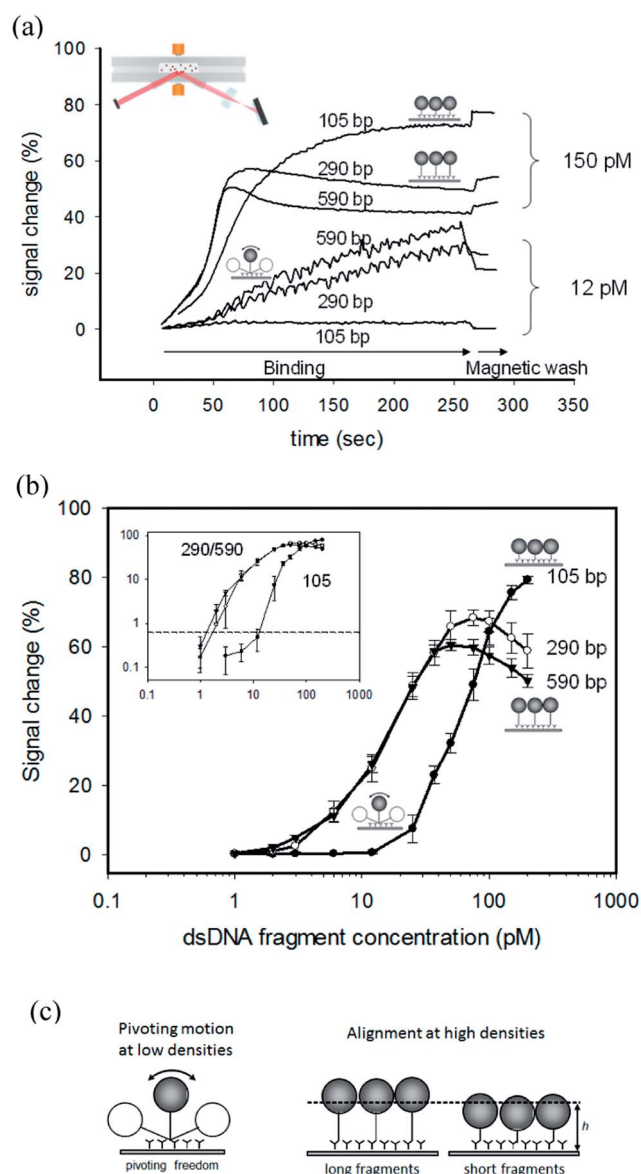 (a)
100
80
60
40
20
0
signal change (%)
105 bp
290 bp
590 bp
590 bp
290 bp
105 bp
150 pM
12 pM
Binding
Magnetic wash
0 50 100 150 200 250 300 350
time (sec)
(b)
100
80
60
40
20
0
Signal change (%)
100
10
1
0.1
290/590
105
0.1 1 10 100 1000
105 bp
290 bp
590 bp
0.1 1 10 100 1000
dsDNA fragment concentration (pM)
(c)
Pivoting motion
at low densities
Alignment at high densities
h
pivoting freedom
long fragments
short fragments